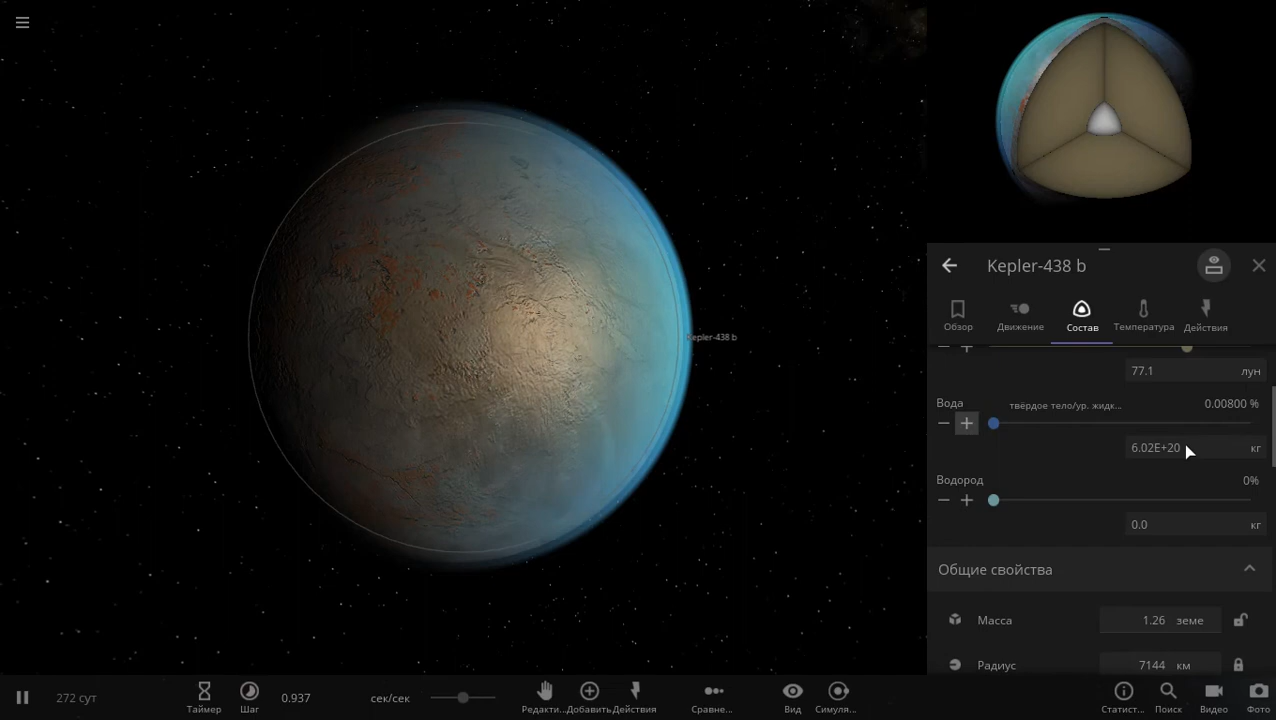 Kepler-438 b
Kepler-438 b
Обзор
Движение
Состав
Температура
Действия
77.1 лун
Вода твёрдое тело/ур. жидк... 0.00800 %
6.02E+20 кг
Водород 0%
0.0 кг
Общие свойства
Масса 1.26 земе
Радиус 7144 км
272 сут
Таймер
Шаг
0.937 сек/сек
Редакти...
Добавить
Действия
Сравне...
Вид
Симуля...
Статист...
Поиск
Видео
Фото